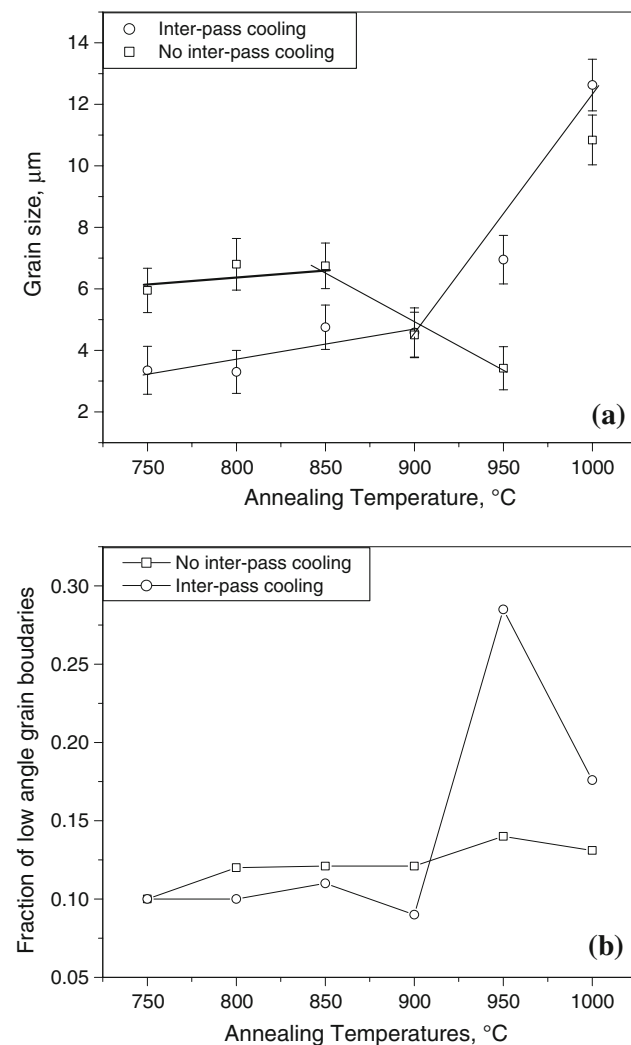 Inter-pass cooling
No inter-pass cooling
14
12
10
8
6
4
2
Grain size, μm
(a)
750 800 850 900 950 1000
Annealing Temperature, °C
No inter-pass cooling
Inter-pass cooling
0.30
0.25
0.20
0.15
0.10
0.05
Fraction of low angle grain boudaries
(b)
750 800 850 900 950 1000
Annealing Temperatures, °C